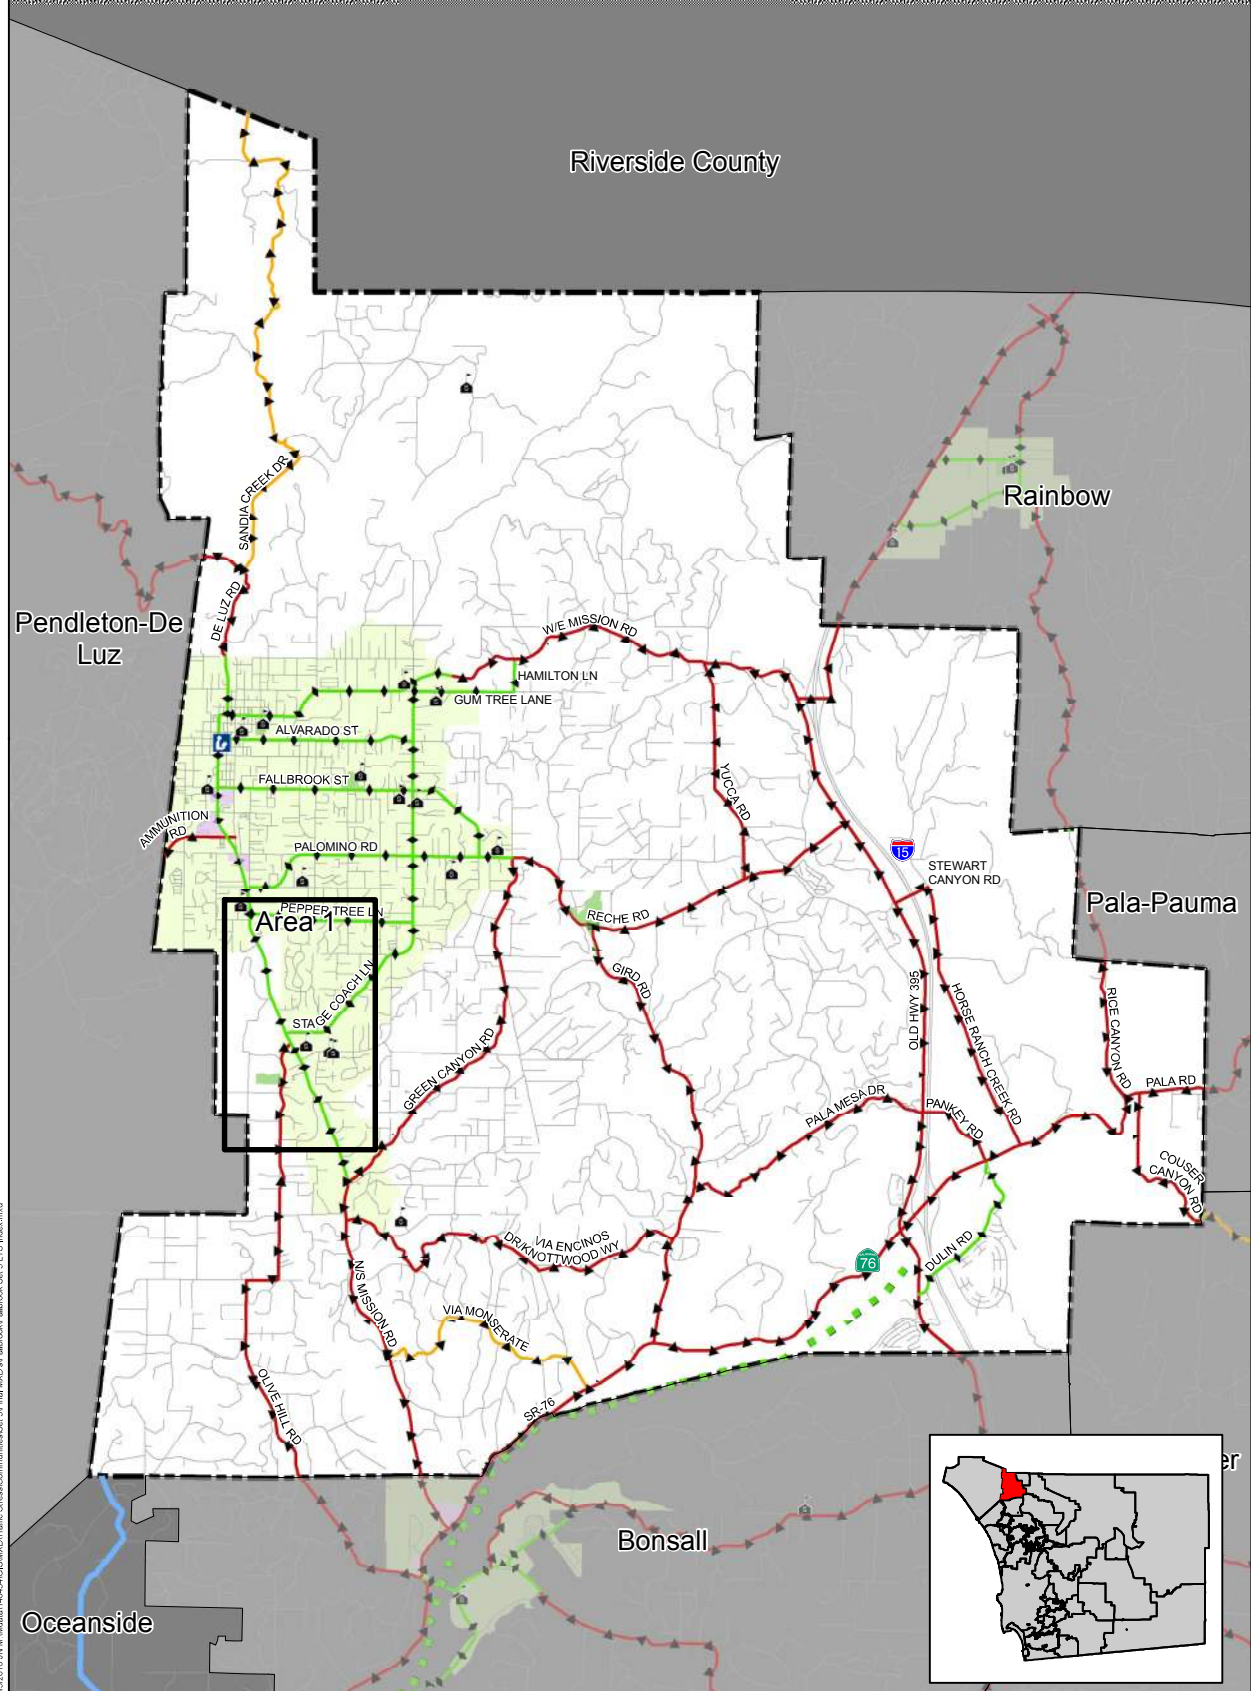 Riverside County
SANDIA CREEK DR
Rainbow
Pendleton-De
Luz
DE LUZ RD
W/E MISSION RD
HAMILTON LN
GUM TREE LANE
ALVARADO ST
FALLBROOK ST
YUCCA RD
AMMUNITION
RD
PALOMINO RD
15
STEWART
CANYON RD
PEPPER TREE LN
Area 1
RECHE RD
Pala-Pauma
STAGE COACH LN
GIRD RD
OLD HWY 395
HORSE RANCH CREEK RD
RICE CANYON RD
GREEN CANYON RD
PALA RD
PALA MESA DR
PANKEY RD
COUSER
CANYON RD
VIA ENCINOS
DR/KNOTTWOOD WY
DULIN RD
76
N/S MISSION RD
VIA MONSERATE
OLIVE HILL RD
SR-76
er
Bonsall
Oceanside